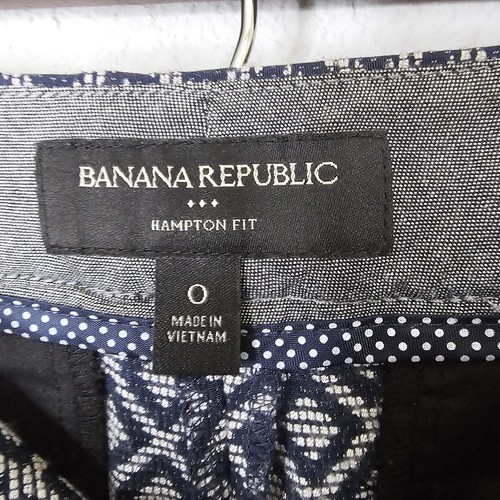 BANANA REPUBLIC
HAMPTON FIT
0
MADE IN
VIETNAM